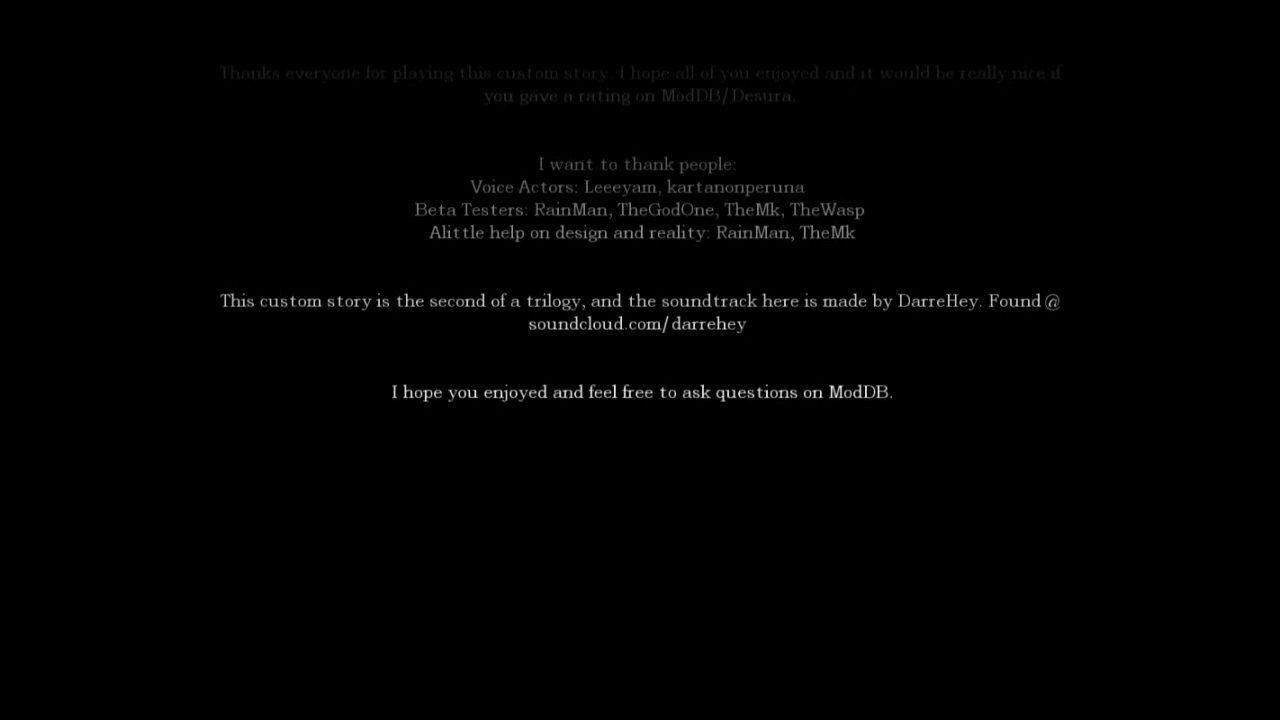 Thanks everyone for playing this custom story. I hope all of you enjoyed and it would be really nice if
you gave a rating on ModDB/Desura.
I want to thank people:
Voice Actors: Leeeyam, kartanonperuna
Beta Testers: RainMan, TheGodOne, TheMk, TheWasp
Alittle help on design and reality: RainMan, TheMk
This custom story is the second of a trilogy, and the soundtrack here is made by DarreHey. Found @
soundcloud.com/darrehey
I hope you enjoyed and feel free to ask questions on ModDB.